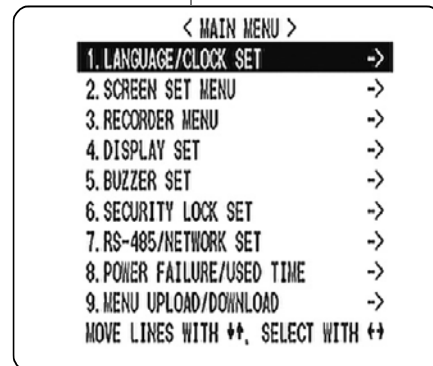 < MAIN MENU >
1. LANGUAGE/CLOCK SET ->
2. SCREEN SET MENU ->
3. RECORDER MENU ->
4. DISPLAY SET ->
5. BUZZER SET ->
6. SECURITY LOCK SET ->
7. RS-485/NETWORK SET ->
8. POWER FAILURE/USED TIME ->
9. MENU UPLOAD/DOWNLOAD ->
MOVE LINES WITH ↓↑, SELECT WITH ←→